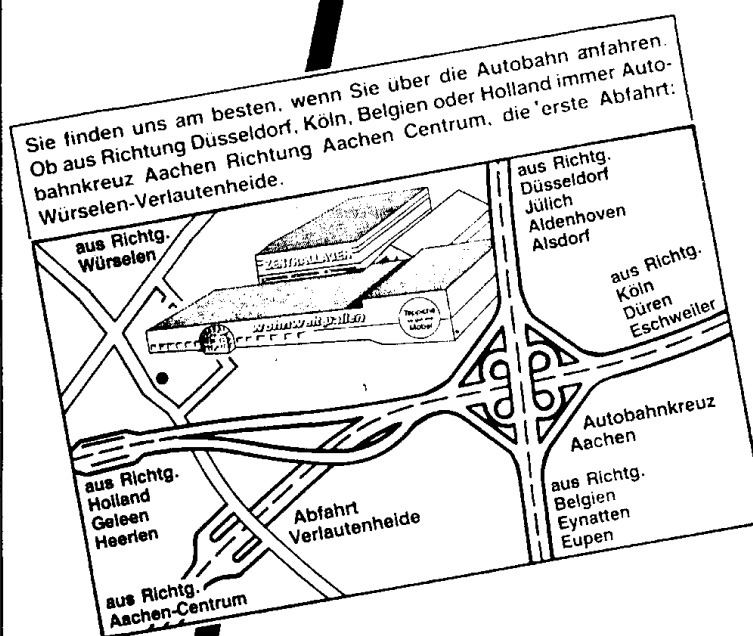 Sie finden uns am besten, wenn Sie über die Autobahn anfahren.
Ob aus Richtung Düsseldorf, Köln, Belgien oder Holland immer Auto-
bahnkreuz Aachen Richtung Aachen Centrum, die erste Abfahrt:
Würselen-Verlautenheide.
aus Richtg.
Würselen
ZENTRALLAGER
wohnwelt pallen
Teppiche
Möbel
aus Richtg.
Düsseldorf
Jülich
Aldenhoven
Alsdorf
aus Richtg.
Köln
Düren
Eschweiler
Autobahnkreuz
Aachen
aus Richtg.
Belgien
Eynatten
Eupen
aus Richtg.
Holland
Geleen
Heerlen
Abfahrt
Verlautenheide
aus Richtg.
Aachen-Centrum